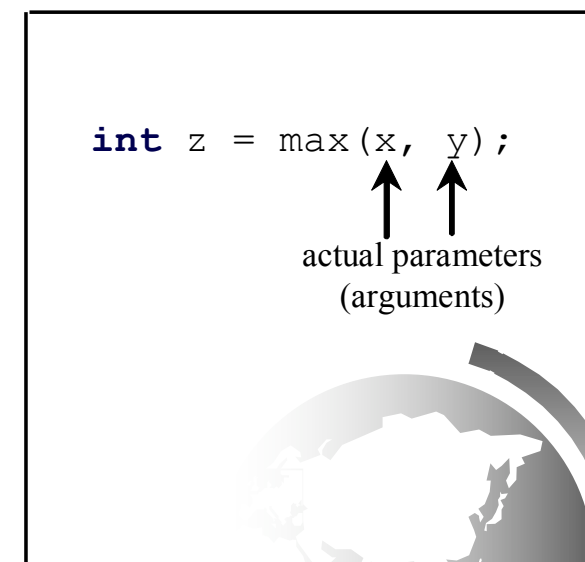 int z = max(x, y);
actual parameters
(arguments)